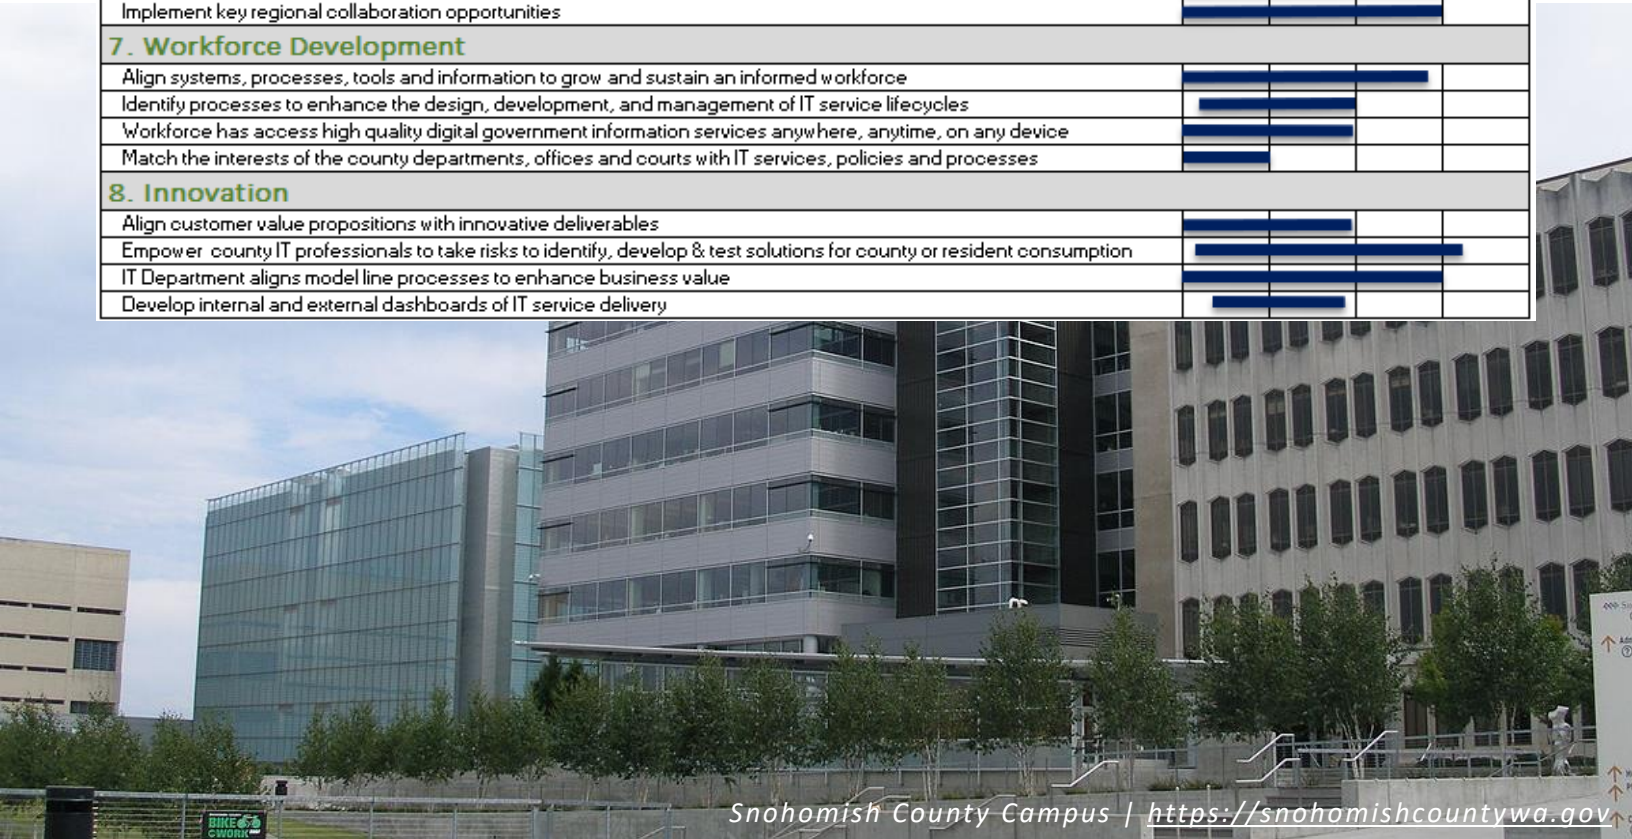 Implement key regional collaboration opportunities
7. Workforce Development
Align systems, processes, tools and information to grow and sustain an informed workforce
Identify processes to enhance the design, development, and management of IT service lifecycles
Workforce has access high quality digital government information services anywhere, anytime, on any device
Match the interests of the county departments, offices and courts with IT services, policies and processes
8. Innovation
Align customer value propositions with innovative deliverables
Empower county IT professionals to take risks to identify, develop & test solutions for county or resident consumption
IT Department aligns model line processes to enhance business value
Develop internal and external dashboards of IT service delivery
BIKE
2WORK
Snohomish County Campus | https://snohomishcountywa.gov